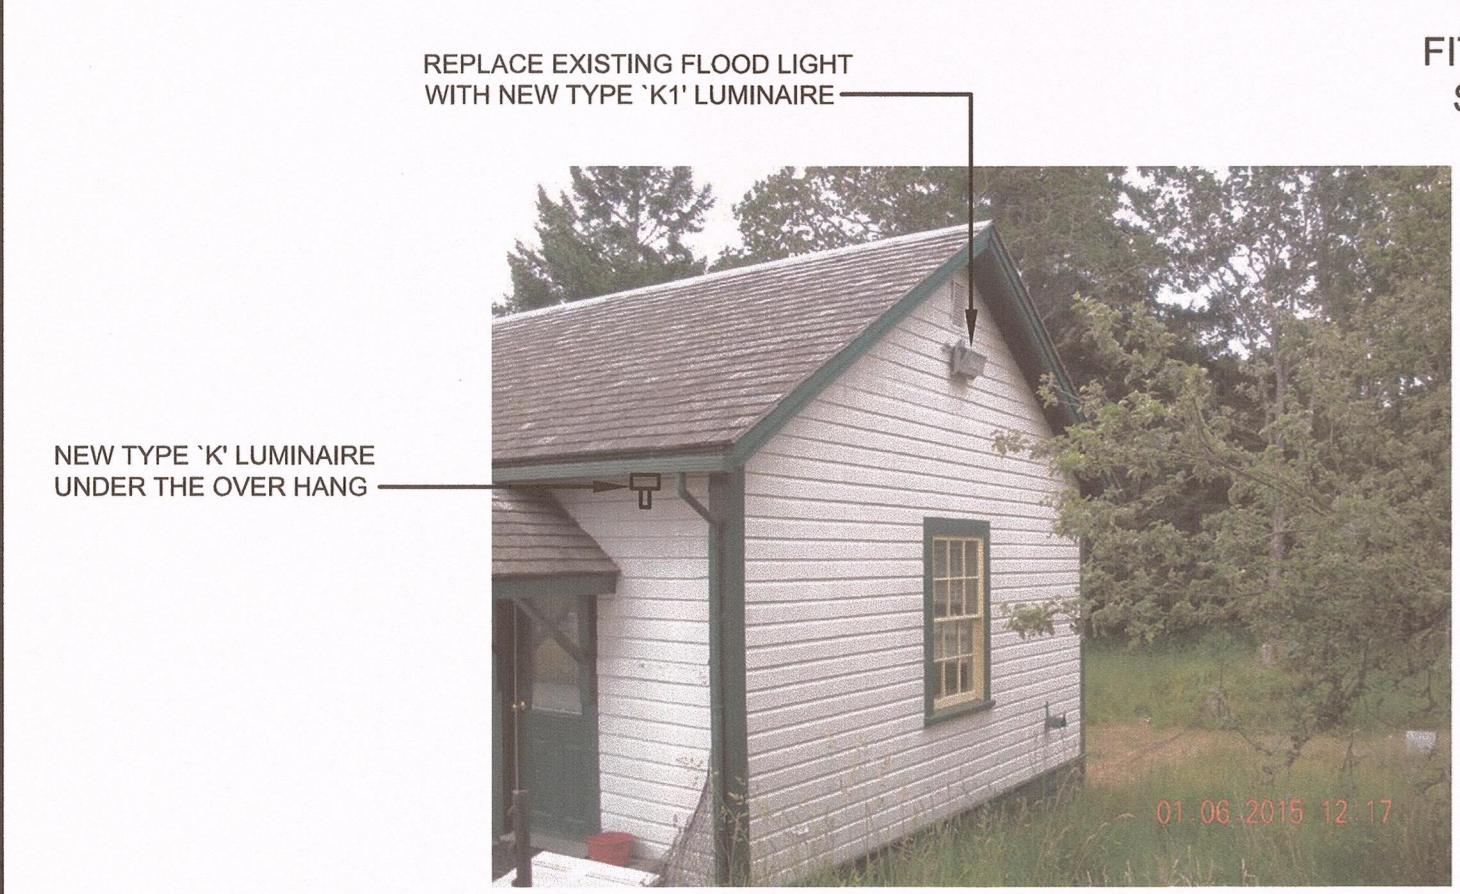 REPLACE EXISTING FLOOD LIGHT
WITH NEW TYPE `K1' LUMINAIRE
NEW TYPE `K' LUMINAIRE
UNDER THE OVER HANG
01 06 2015 12 17